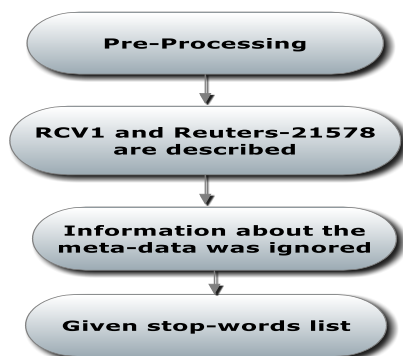 Pre-Processing
RCV1 and Reuters-21578
are described
Information about the
meta-data was ignored
Given stop-words list